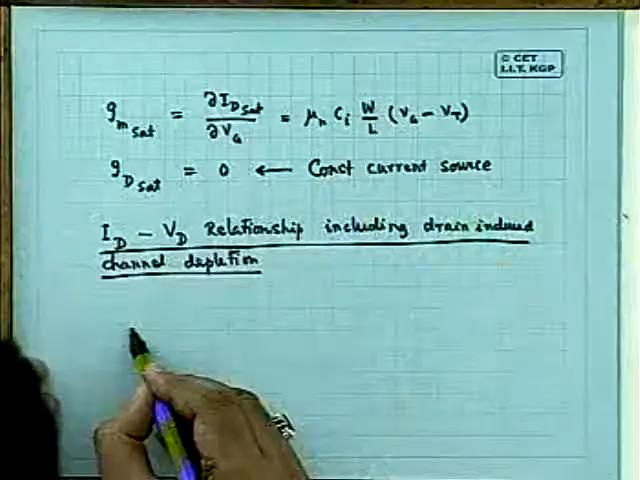 © CET
I.I.T. KGP
g_m sat = ∂I_D sat / ∂V_G = μ_n C_i W/L (V_G − V_T)
g_D sat = 0 ← Const current source
I_D − V_D Relationship including drain induced
channel depletion